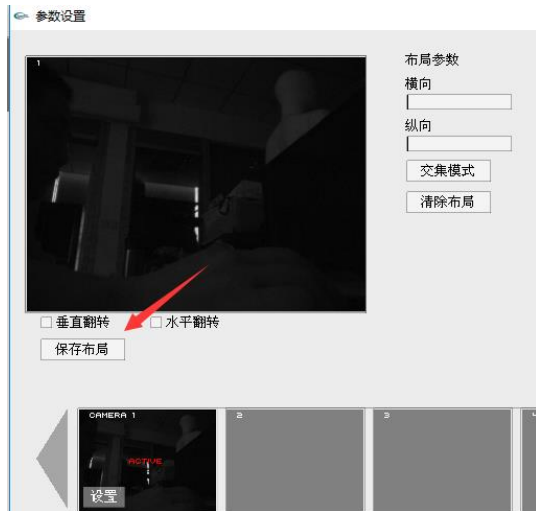 参数设置
1
布局参数
横向
纵向
交集模式
清除布局
垂直翻转
水平翻转
保存布局
CAMERA 1
2
3
4
ACTIVE
设置